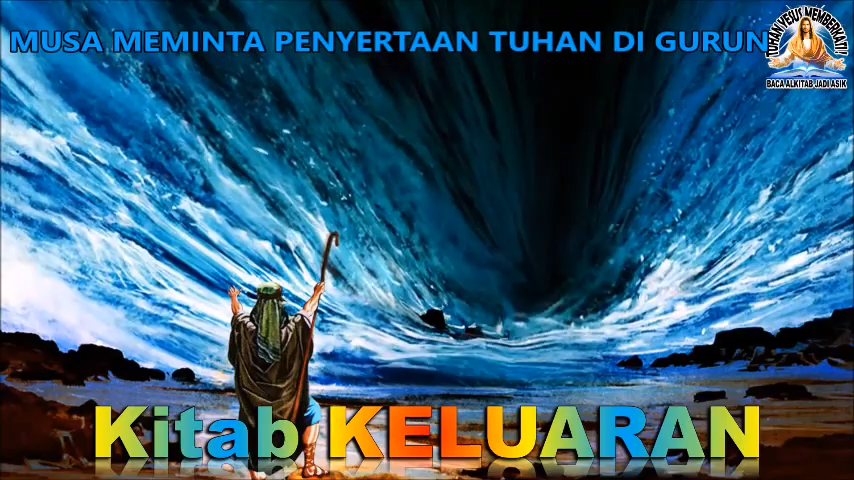 MUSA MEMINTA PENYERTAAN TUHAN DI GURUN
TUHAN YESUS MEMBERKATI!
BACA ALKITAB JADI ASIK
Kitab KELUARAN